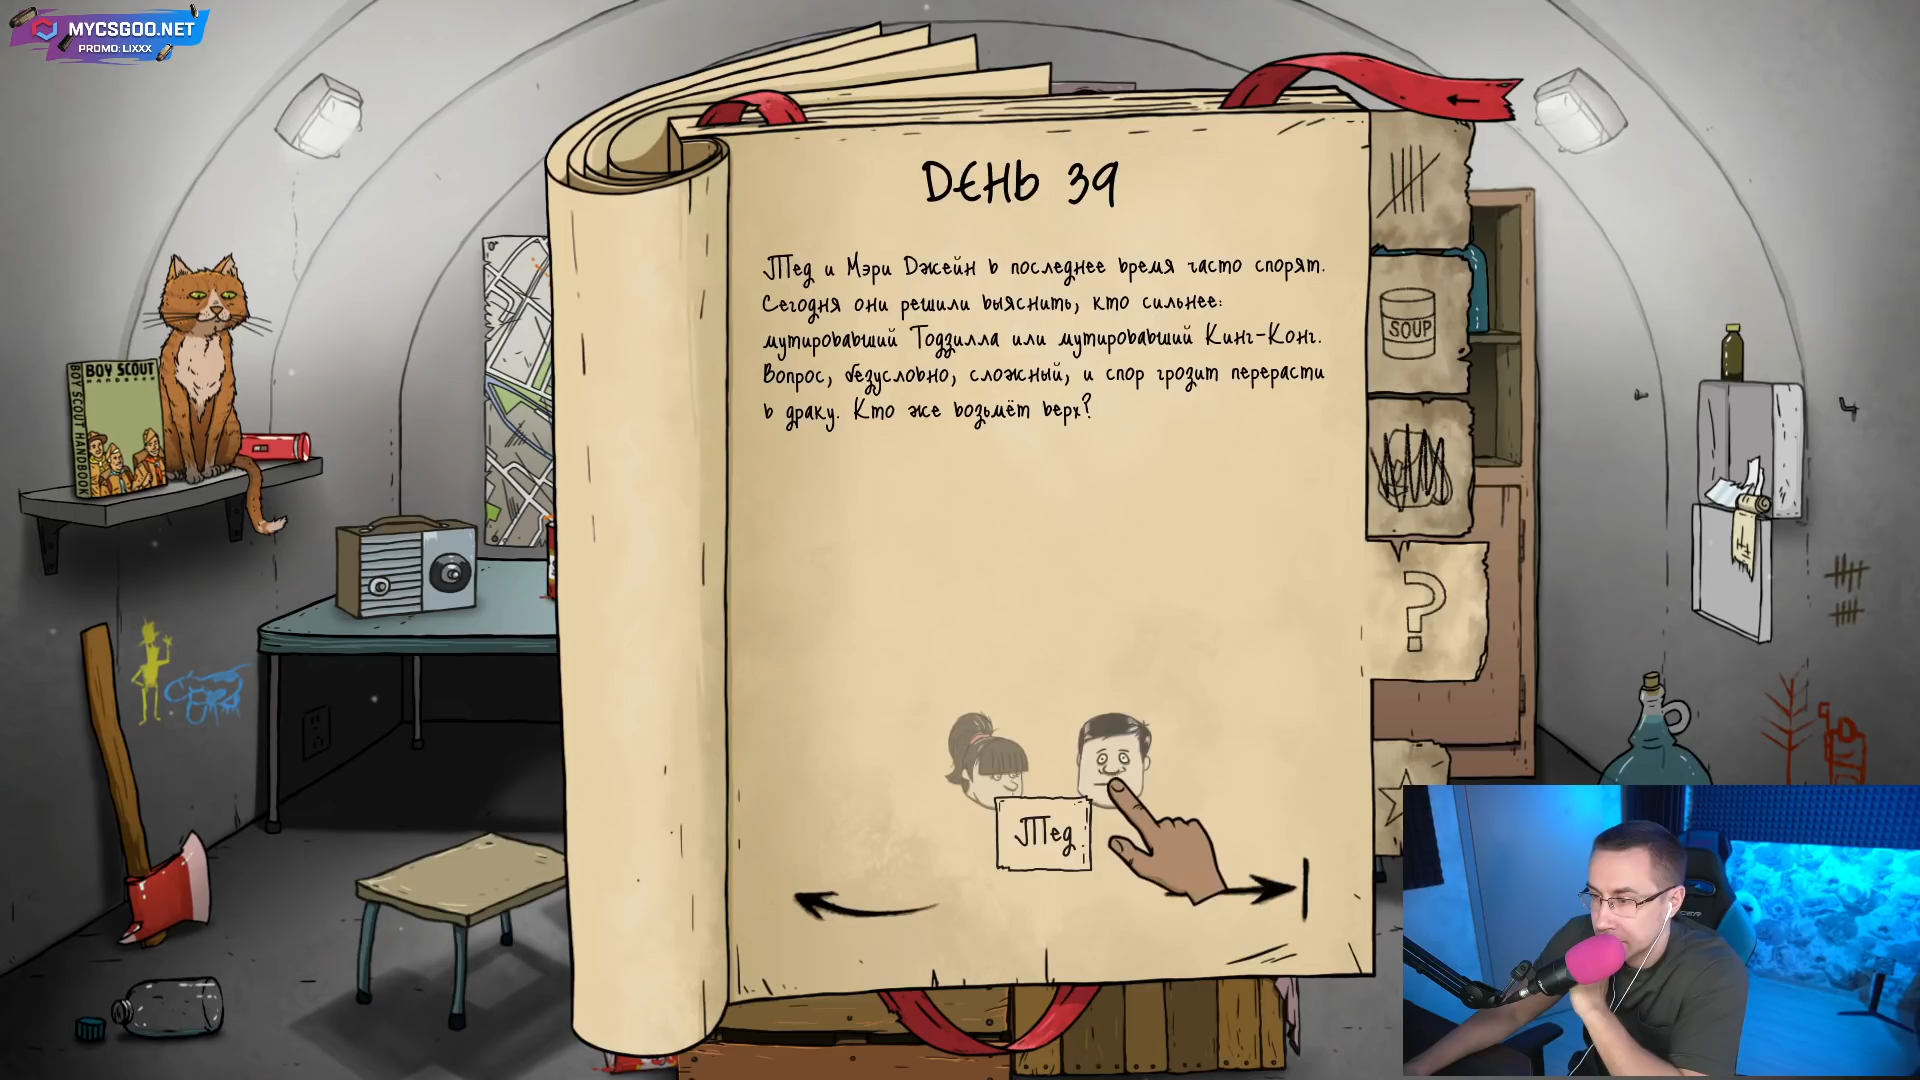 MYCSGOO.NET
PROMO: LIXXX
ДЕНЬ 39
Тед и Мэри Джейн в последнее время часто спорят.
Сегодня они решили выяснить, кто сильнее:
мутировавший Годзилла или мутировавший Кинг-Конг.
Вопрос, безусловно, сложный, и спор грозит перерасти
в драку. Кто же возьмёт верх?
SOUP
?
BOY SCOUT
HANDBOOK
BOY SCOUT HANDBOOK
Тед